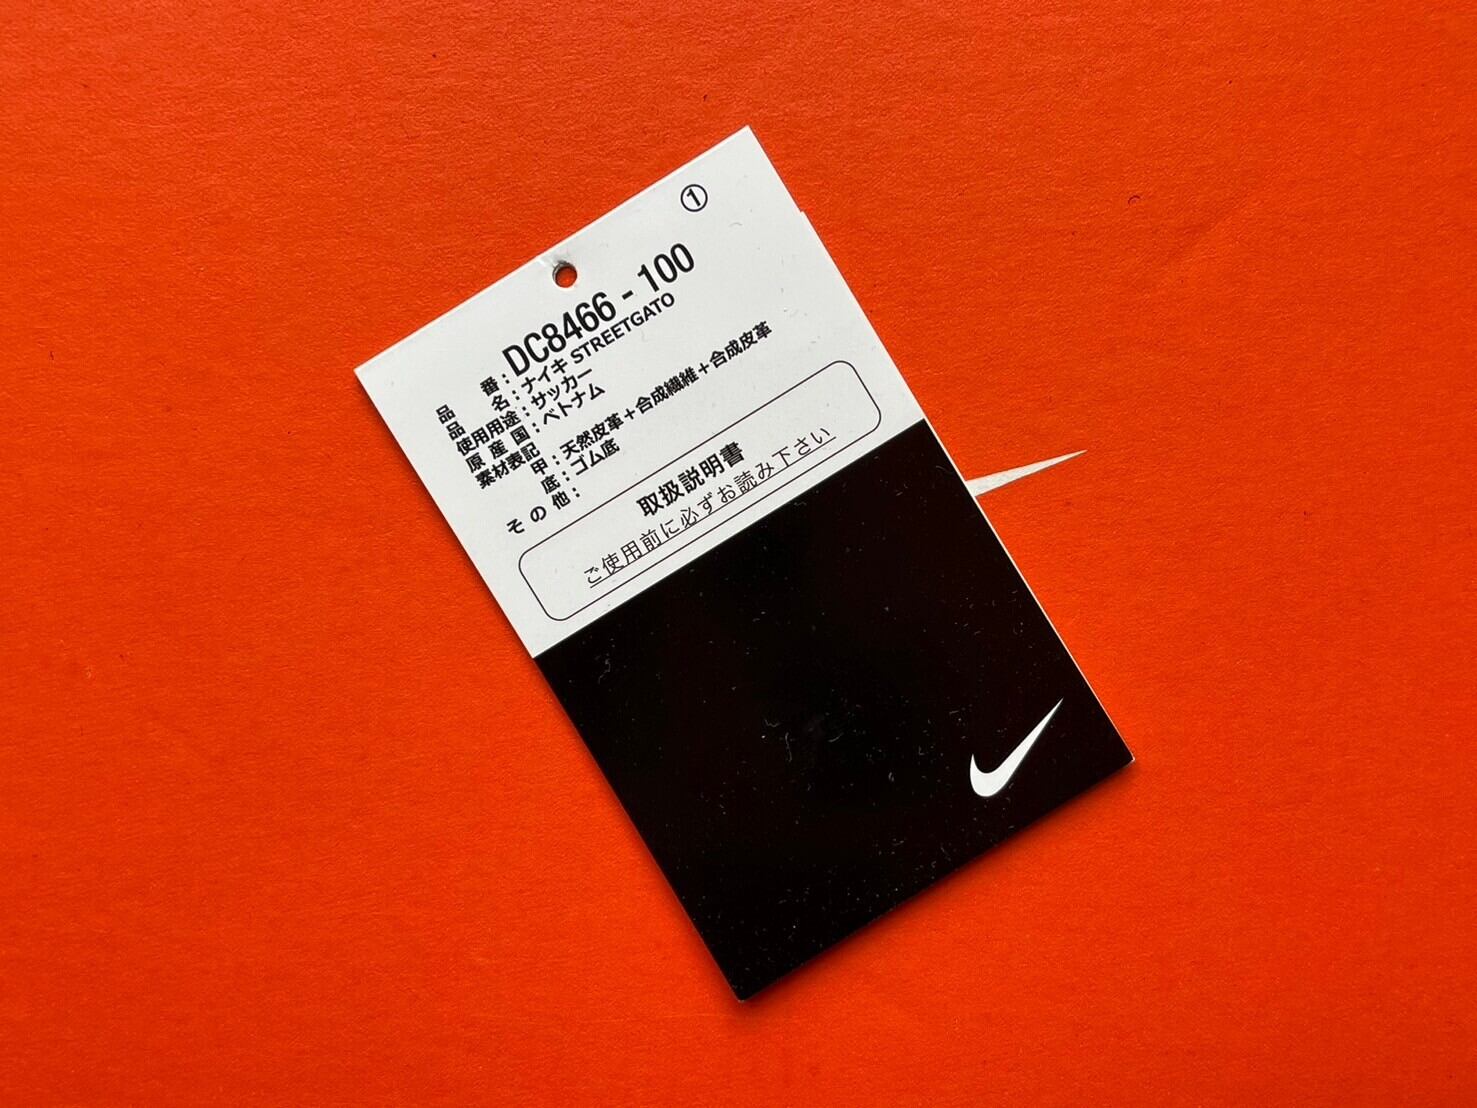 ①
品番：DC8466 - 100
品名：ナイキ STREETGATO
使用用途：サッカー
原産国：ベトナム
素材表記
甲：天然皮革＋合成繊維＋合成皮革
底：ゴム底
その他：
取扱説明書
ご使用前に必ずお読み下さい